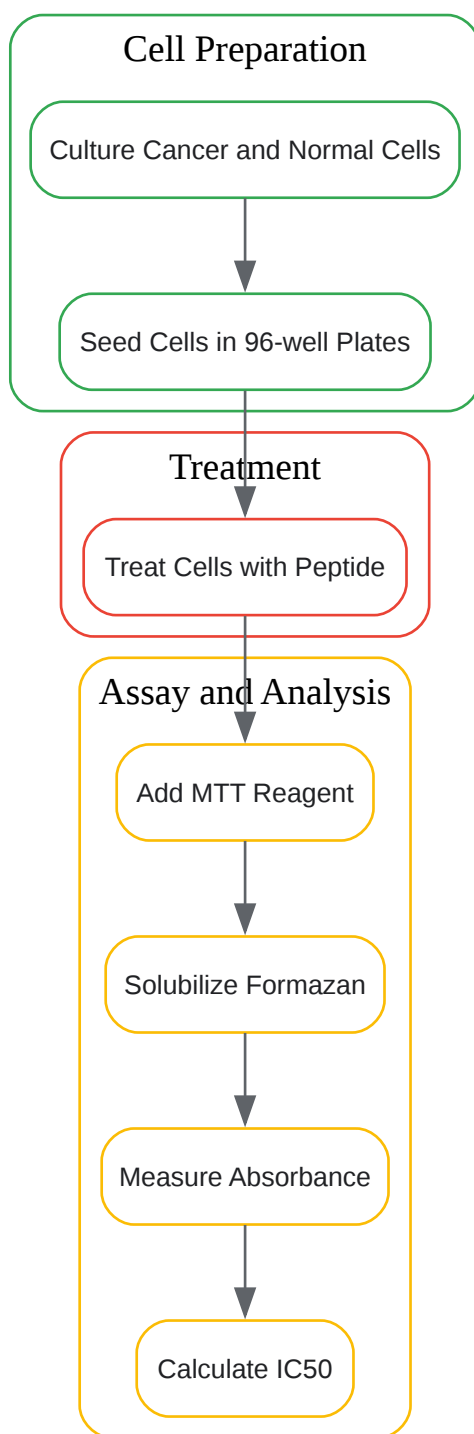 Cell Preparation
Culture Cancer and Normal Cells
Seed Cells in 96-well Plates
Treatment
Treat Cells with Peptide
Assay and Analysis
Add MTT Reagent
Solubilize Formazan
Measure Absorbance
Calculate IC50